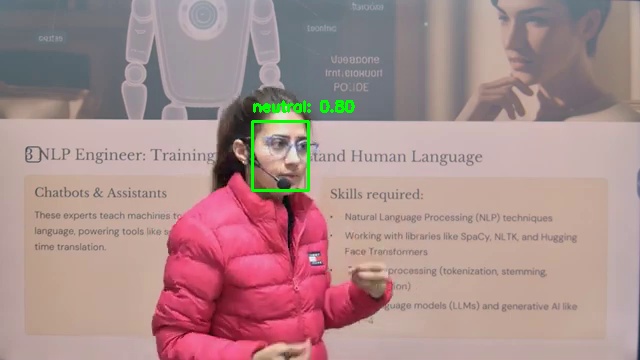 neutral: 0.80
3 NLP Engineer: Training stand Human Language
Chatbots & Assistants
These experts teach machines to
language, powering tools like
time translation.
Skills required:
Natural Language Processing (NLP) techniques
Working with libraries like SpaCy, NLTK, and Hugging
Face Transformers
processing (tokenization, stemming,
language models (LLMs) and generative AI like